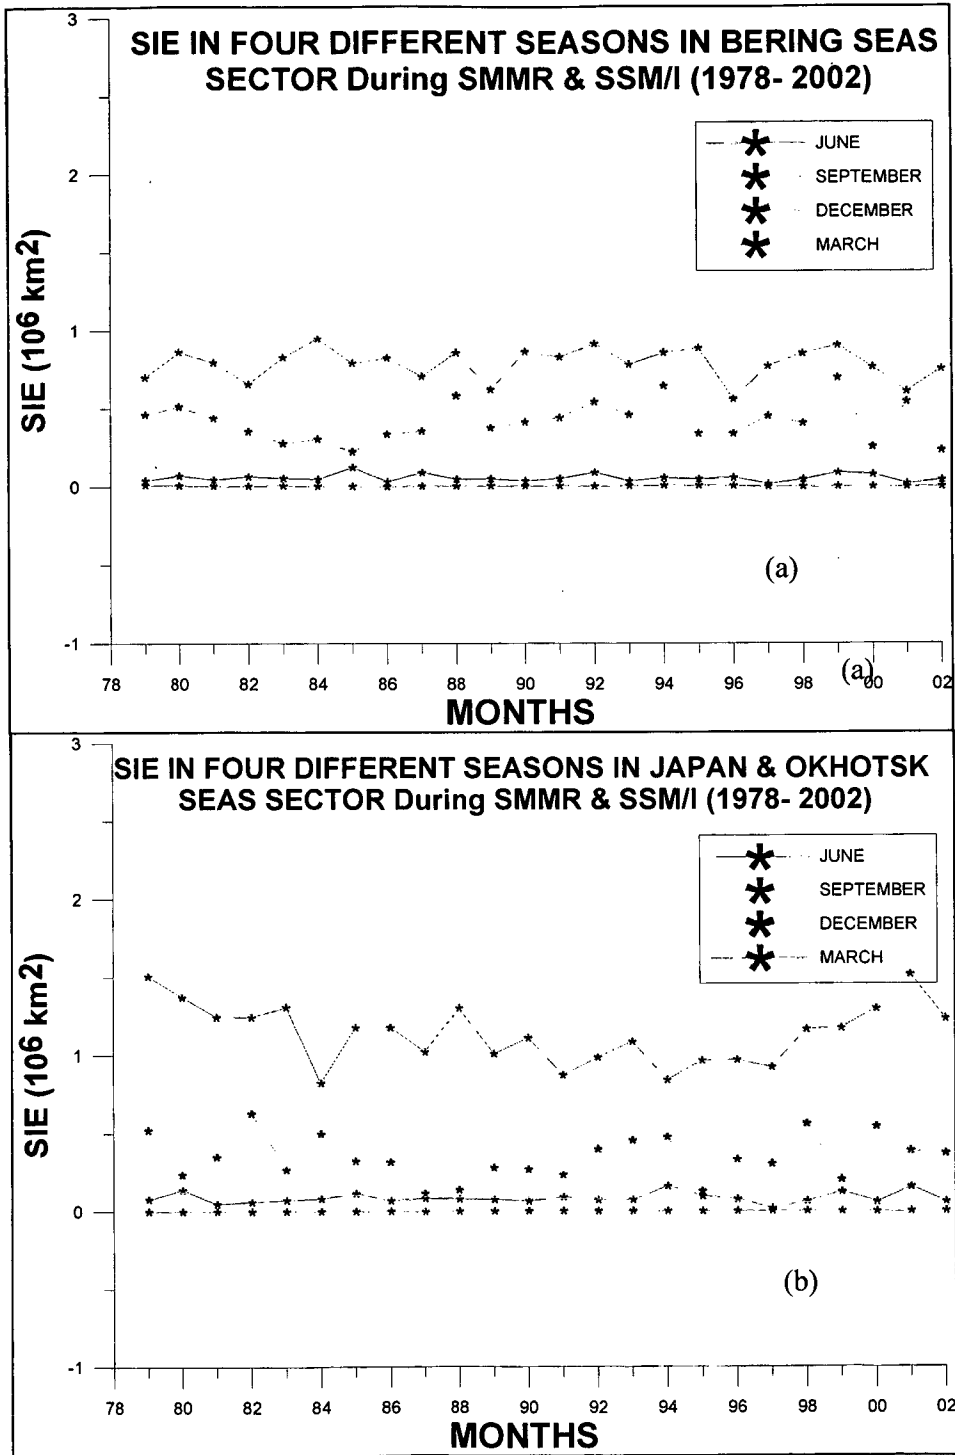 3
SIE IN FOUR DIFFERENT SEASONS IN BERING SEAS
SECTOR During SMMR & SSM/I (1978- 2002)
JUNE
SEPTEMBER
DECEMBER
MARCH
2
1
0
-1
SIE (10⁶ km²)
(a)
(a)
78 80 82 84 86 88 90 92 94 96 98 00 02
MONTHS
3
SIE IN FOUR DIFFERENT SEASONS IN JAPAN & OKHOTSK
SEAS SECTOR During SMMR & SSM/I (1978- 2002)
JUNE
SEPTEMBER
DECEMBER
MARCH
2
1
0
-1
SIE (10⁶ km²)
(b)
78 80 82 84 86 88 90 92 94 96 98 00 02
MONTHS